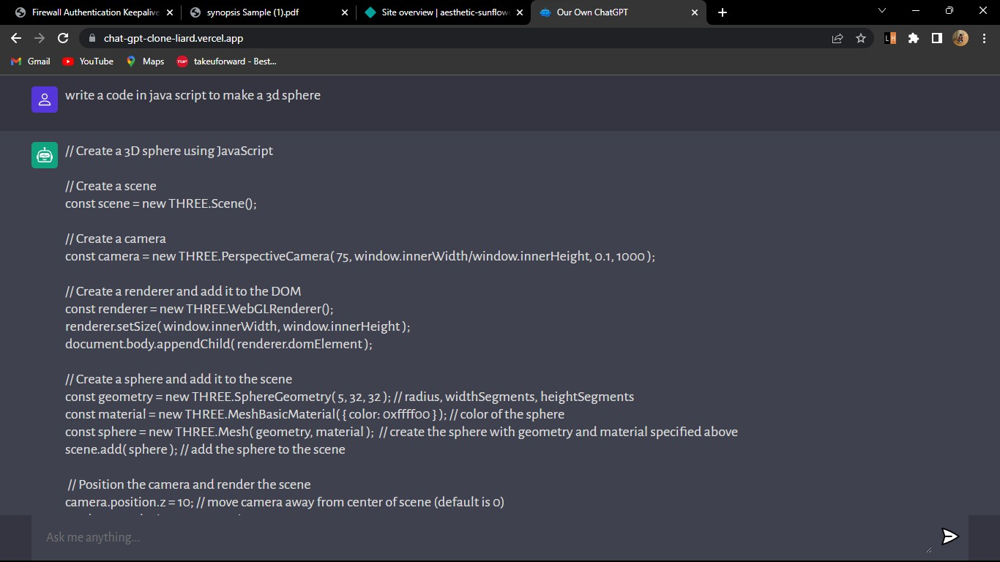 Firewall Authentication Keepalive
synopsis Sample (1).pdf
Site overview | aesthetic-sunflow
Our Own ChatGPT
chat-gpt-clone-liard.vercel.app
LH
Gmail
YouTube
Maps
TUF
takeuforward - Best...
write a code in java script to make a 3d sphere
// Create a 3D sphere using JavaScript
// Create a scene
const scene = new THREE.Scene();
// Create a camera
const camera = new THREE.PerspectiveCamera( 75, window.innerWidth/window.innerHeight, 0.1, 1000 );
// Create a renderer and add it to the DOM
const renderer = new THREE.WebGLRenderer();
renderer.setSize( window.innerWidth, window.innerHeight );
document.body.appendChild( renderer.domElement );
// Create a sphere and add it to the scene
const geometry = new THREE.SphereGeometry( 5, 32, 32 ); // radius, widthSegments, heightSegments
const material = new THREE.MeshBasicMaterial( { color: 0xffff00 } ); // color of the sphere
const sphere = new THREE.Mesh( geometry, material ); // create the sphere with geometry and material specified above
scene.add( sphere ); // add the sphere to the scene
// Position the camera and render the scene
camera.position.z = 10; // move camera away from center of scene (default is 0)
Ask me anything...